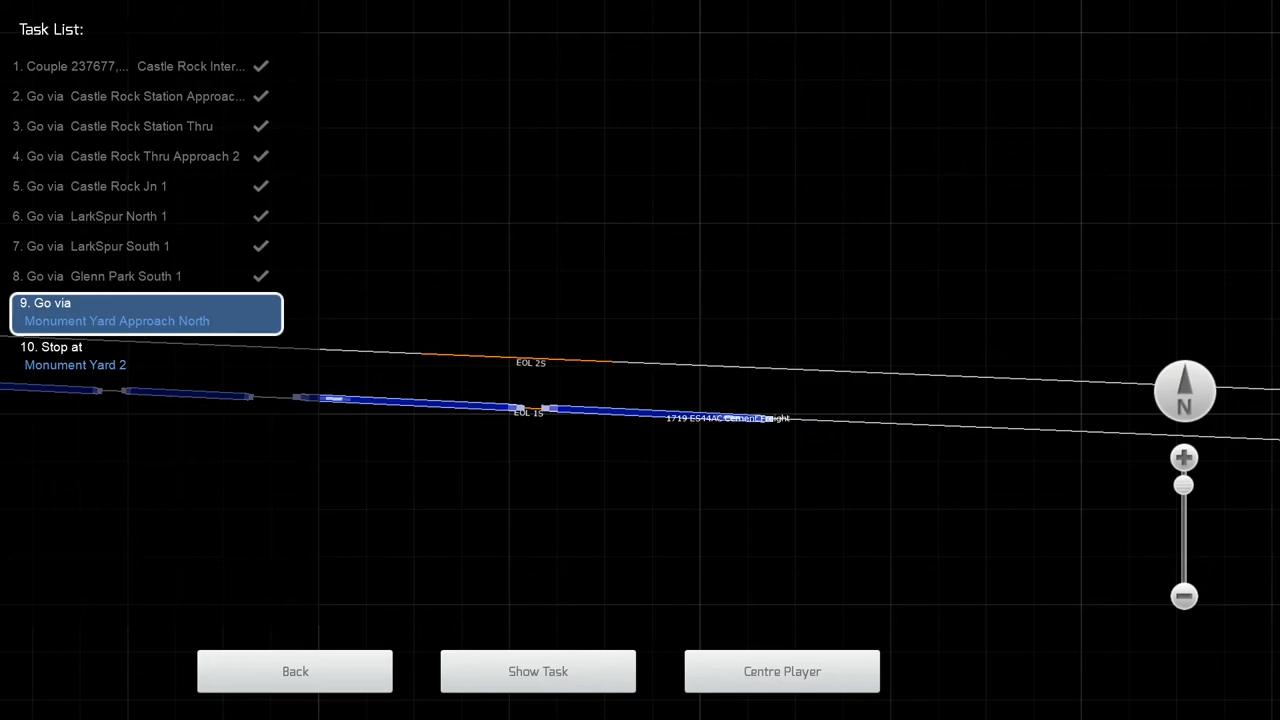 Task List:
1. Couple 237677,... Castle Rock Inter...
2. Go via Castle Rock Station Approac...
3. Go via Castle Rock Station Thru
4. Go via Castle Rock Thru Approach 2
5. Go via Castle Rock Jn 1
6. Go via LarkSpur North 1
7. Go via LarkSpur South 1
8. Go via Glenn Park South 1
9. Go via
Monument Yard Approach North
10. Stop at
Monument Yard 2
EOL 2S
EOL 1S
1719 ES44AC Cement Freight
N
Back
Show Task
Centre Player